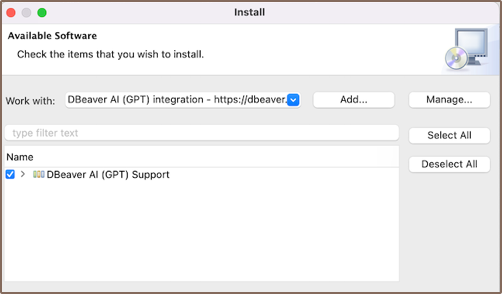 Install
Available Software
Check the items that you wish to install.
Work with: DBeaver AI (GPT) integration - https://dbeaver. Add... Manage...
type filter text Select All
Deselect All
Name
DBeaver AI (GPT) Support